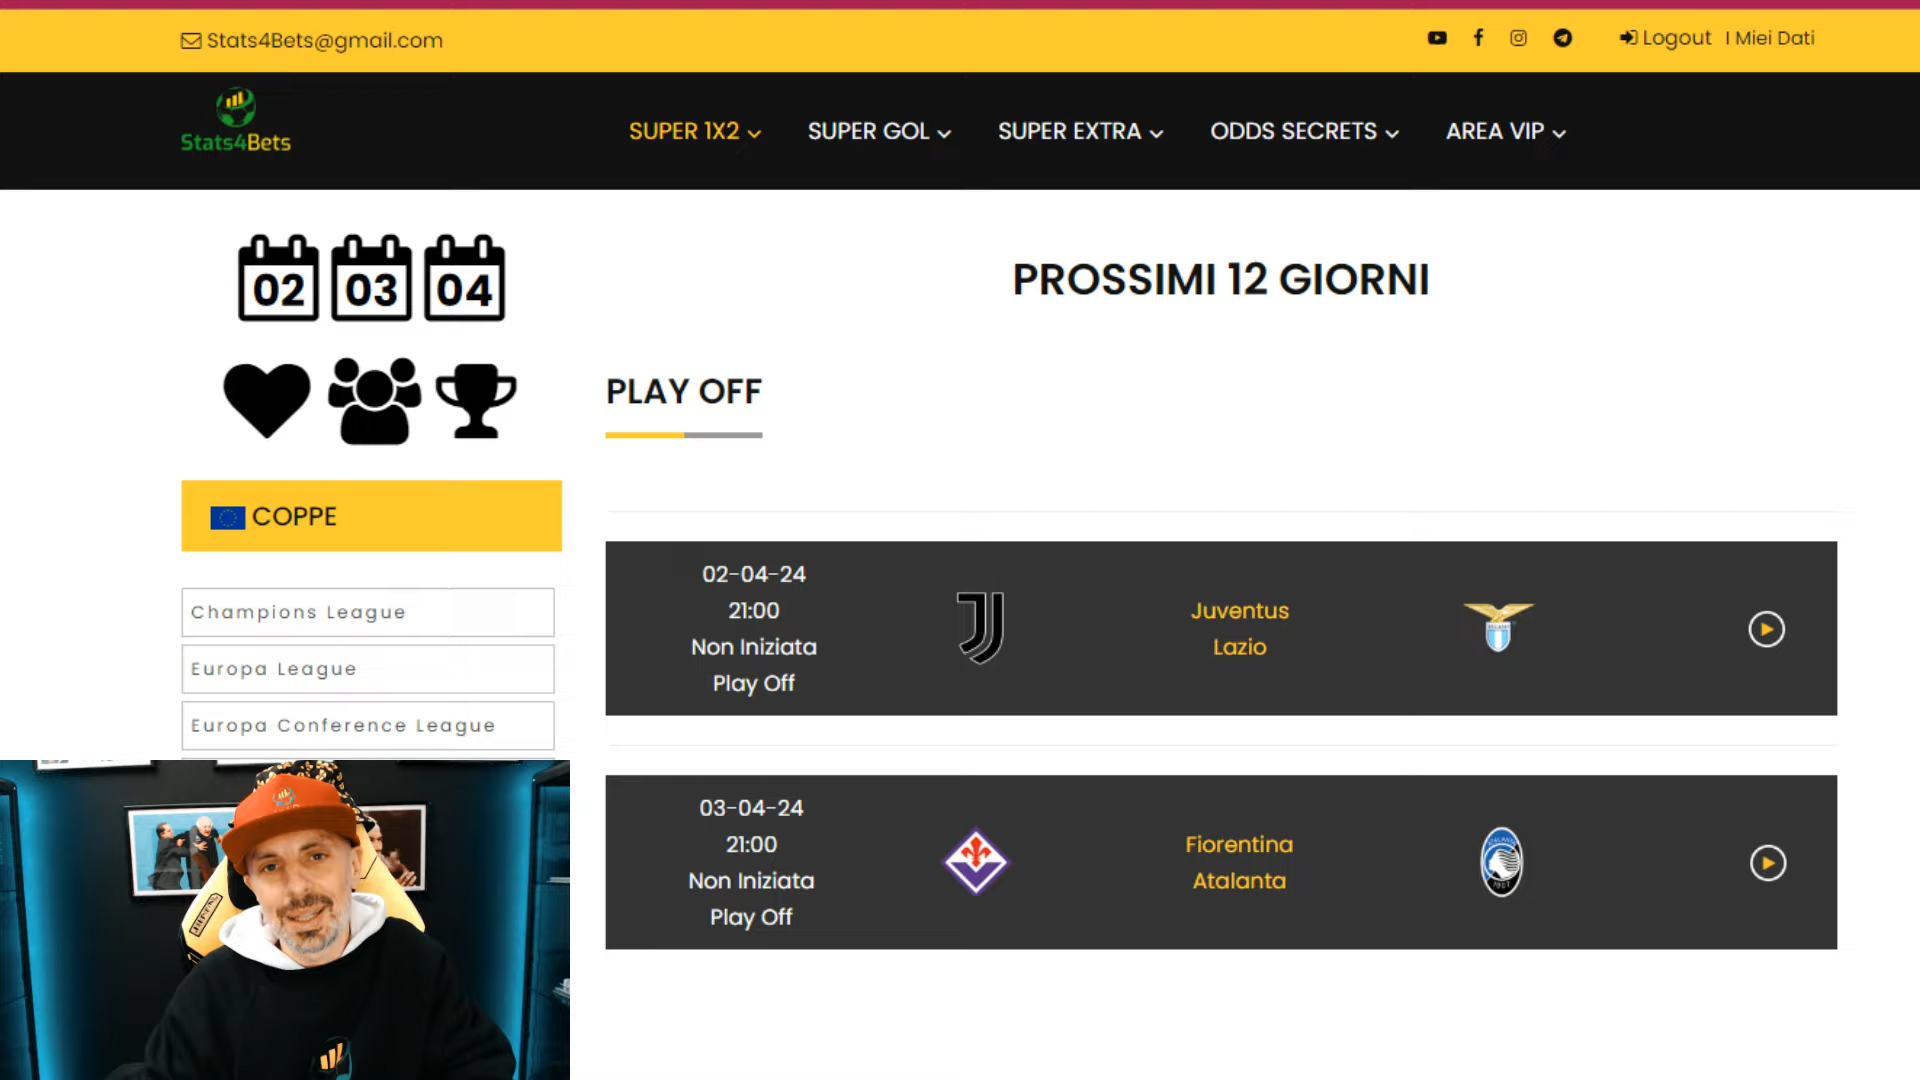 Stats4Bets@gmail.com
Logout I Miei Dati
Stats4Bets
SUPER 1X2
SUPER GOL
SUPER EXTRA
ODDS SECRETS
AREA VIP
02 03 04
PROSSIMI 12 GIORNI
PLAY OFF
COPPE
Champions League
Europa League
Europa Conference League
02-04-24
21:00
Non Iniziata
Play Off
Juventus
Lazio
03-04-24
21:00
Non Iniziata
Play Off
Fiorentina
Atalanta